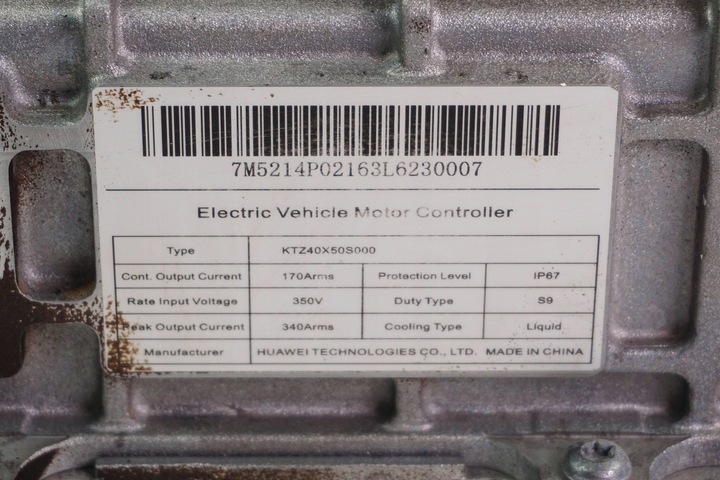 7M5214P02163L6230007
Electric Vehicle Motor Controller
Type KTZ40X50S000
Cont. Output Current 170Arms Protection Level IP67
Rate Input Voltage 350V Duty Type S9
Peak Output Current 340Arms Cooling Type Liquid
Manufacturer HUAWEI TECHNOLOGIES CO., LTD. MADE IN CHINA